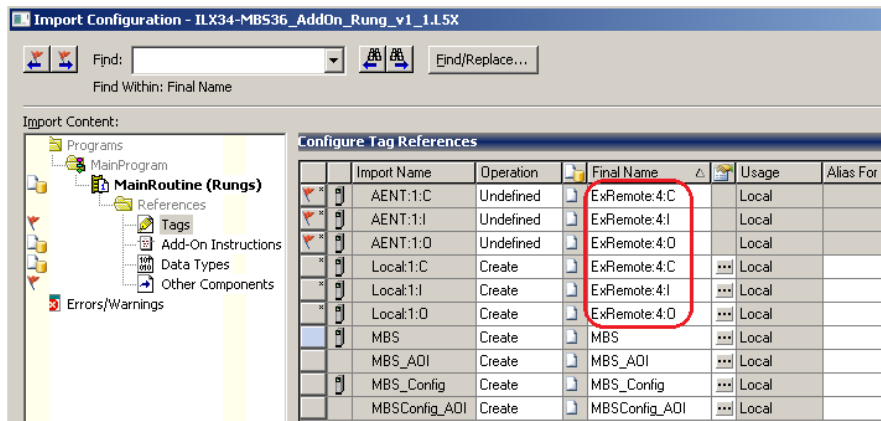 Import Configuration - ILX34-MBS36_AddOn_Rung_v1_1.L5X
Find: Find/Replace...
Find Within: Final Name
Import Content:
Programs
MainProgram
MainRoutine (Rungs)
References
Tags
Add-On Instructions
Data Types
Other Components
Errors/Warnings
Configure Tag References
Import Name Operation Final Name Usage Alias For
AENT:1:C Undefined ExRemote:4:C Local
AENT:1:I Undefined ExRemote:4:I Local
AENT:1:O Undefined ExRemote:4:O Local
Local:1:C Create ExRemote:4:C ... Local
Local:1:I Create ExRemote:4:I ... Local
Local:1:O Create ExRemote:4:O ... Local
MBS Create MBS ... Local
MBS_AOI Create MBS_AOI ... Local
MBS_Config Create MBS_Config ... Local
MBSConfig_AOI Create MBSConfig_AOI ... Local